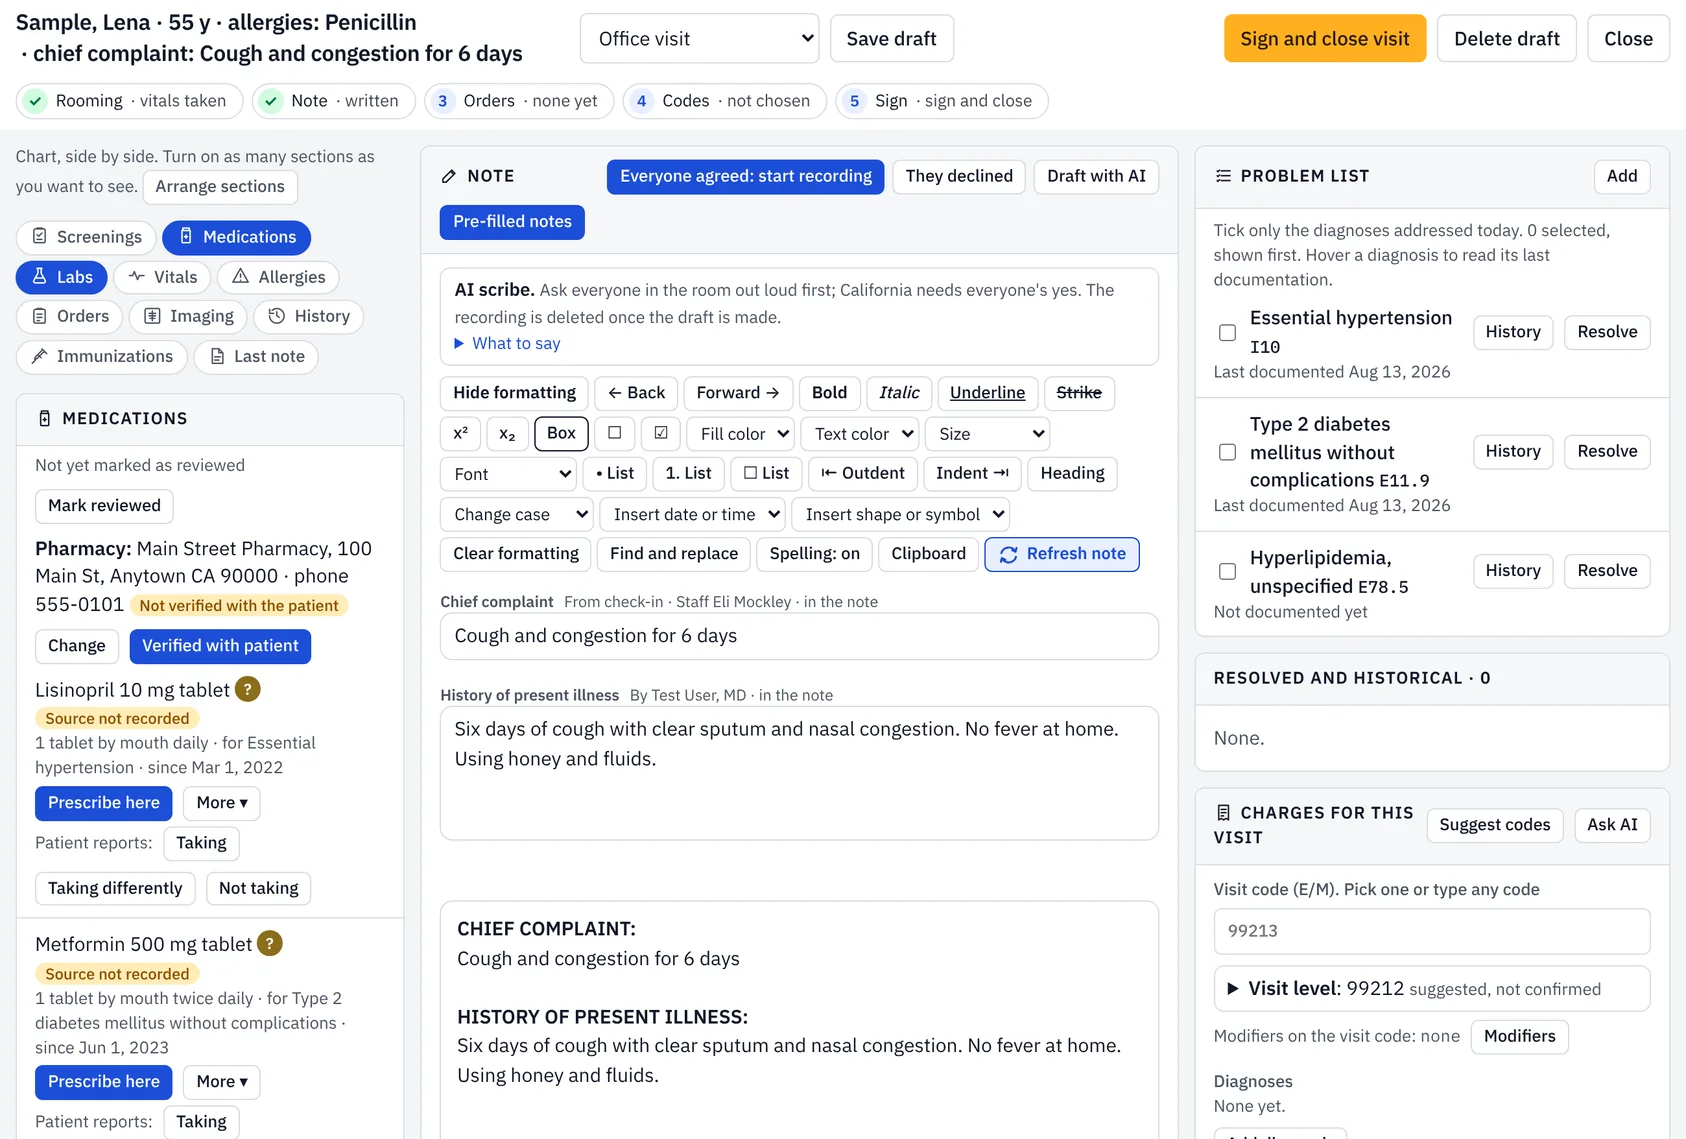 Sample, Lena · 55 y · allergies: Penicillin
· chief complaint: Cough and congestion for 6 days
Office visit
Save draft
Sign and close visit
Delete draft
Close
Rooming · vitals taken
Note · written
3 Orders · none yet
4 Codes · not chosen
5 Sign · sign and close
Chart, side by side. Turn on as many sections as
you want to see. Arrange sections
Screenings
Medications
Labs
Vitals
Allergies
Orders
Imaging
History
Immunizations
Last note
MEDICATIONS
Not yet marked as reviewed
Mark reviewed
Pharmacy: Main Street Pharmacy, 100
Main St, Anytown CA 90000 · phone
555-0101 Not verified with the patient
Change
Verified with patient
Lisinopril 10 mg tablet ?
Source not recorded
1 tablet by mouth daily · for Essential
hypertension · since Mar 1, 2022
Prescribe here
More ▾
Patient reports: Taking
Taking differently
Not taking
Metformin 500 mg tablet ?
Source not recorded
1 tablet by mouth twice daily · for Type 2
diabetes mellitus without complications ·
since Jun 1, 2023
Prescribe here
More ▾
Patient reports: Taking
NOTE
Everyone agreed: start recording
They declined
Draft with AI
Pre-filled notes
AI scribe. Ask everyone in the room out loud first; California needs everyone's yes. The
recording is deleted once the draft is made.
▶ What to say
Hide formatting
← Back
Forward →
Bold
Italic
Underline
Strike
x²
x₂
Box
☐
☑
Fill color
Text color
Size
Font
• List
1. List
☐ List
⇤ Outdent
Indent ⇥
Heading
Change case
Insert date or time
Insert shape or symbol
Clear formatting
Find and replace
Spelling: on
Clipboard
Refresh note
Chief complaint From check-in · Staff Eli Mockley · in the note
Cough and congestion for 6 days
History of present illness By Test User, MD · in the note
Six days of cough with clear sputum and nasal congestion. No fever at home.
Using honey and fluids.
CHIEF COMPLAINT:
Cough and congestion for 6 days
HISTORY OF PRESENT ILLNESS:
Six days of cough with clear sputum and nasal congestion. No fever at home.
Using honey and fluids.
PROBLEM LIST
Add
Tick only the diagnoses addressed today. 0 selected,
shown first. Hover a diagnosis to read its last
documentation.
Essential hypertension
I10
History
Resolve
Last documented Aug 13, 2026
Type 2 diabetes
mellitus without
complications E11.9
History
Resolve
Last documented Aug 13, 2026
Hyperlipidemia,
unspecified E78.5
History
Resolve
Not documented yet
RESOLVED AND HISTORICAL · 0
None.
CHARGES FOR THIS
VISIT
Suggest codes
Ask AI
Visit code (E/M). Pick one or type any code
99213
▶ Visit level: 99212 suggested, not confirmed
Modifiers on the visit code: none Modifiers
Diagnoses
None yet.